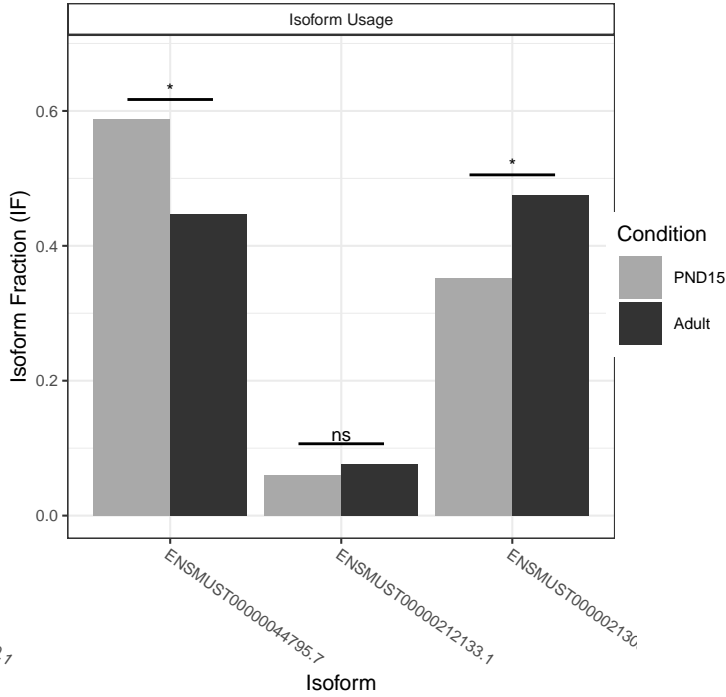 Isoform Usage
*
*
ns
0.6
0.4
0.2
0.0
Isoform Fraction (IF)
Condition
PND15
Adult
ENSMUST00000044795.7
ENSMUST00000212133.1
Isoform